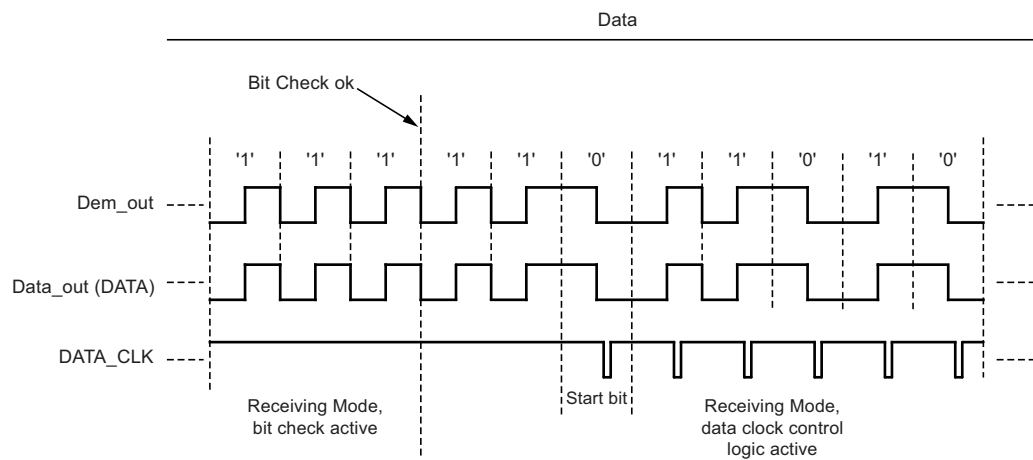 Data
Bit Check ok
'1' '1' '1' '1' '1' '0' '1' '1' '0' '1' '0'
Dem_out
Data_out (DATA)
DATA_CLK
Start bit
Receiving Mode,
bit check active
Receiving Mode,
data clock control
logic active